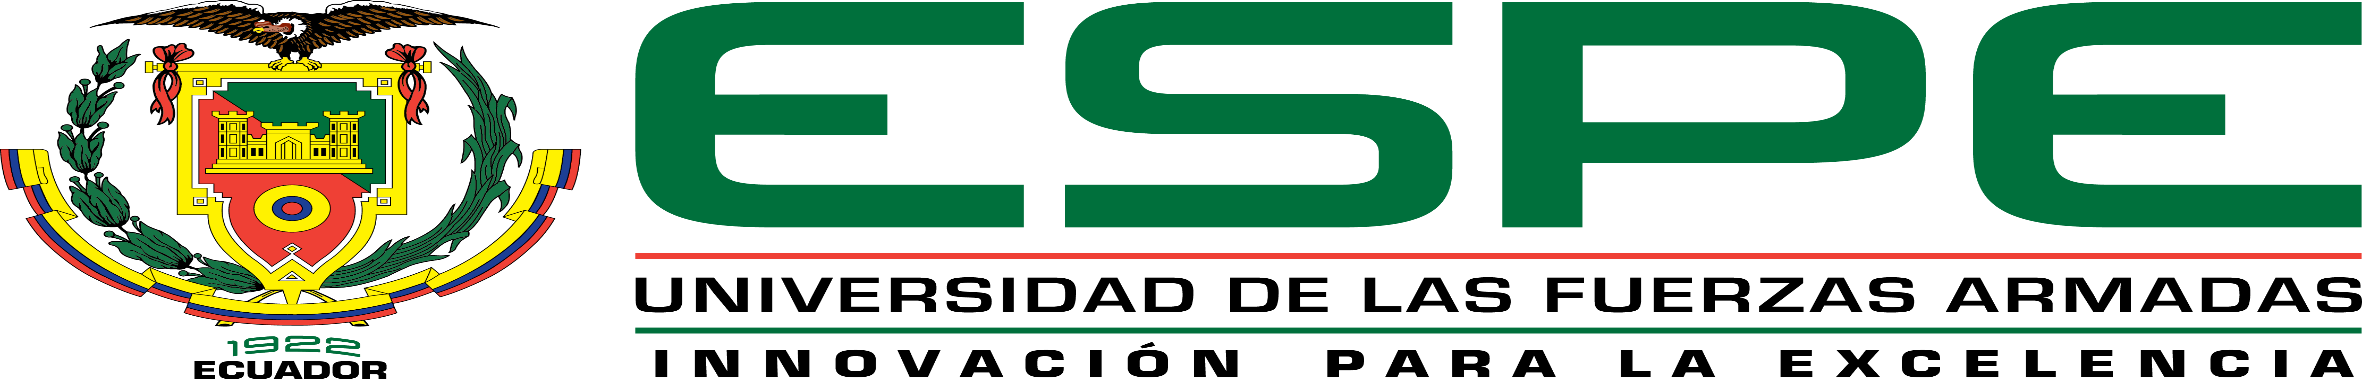 1922
ECUADOR
ESPE
UNIVERSIDAD DE LAS FUERZAS ARMADAS
INNOVACIÓN PARA LA EXCELENCIA